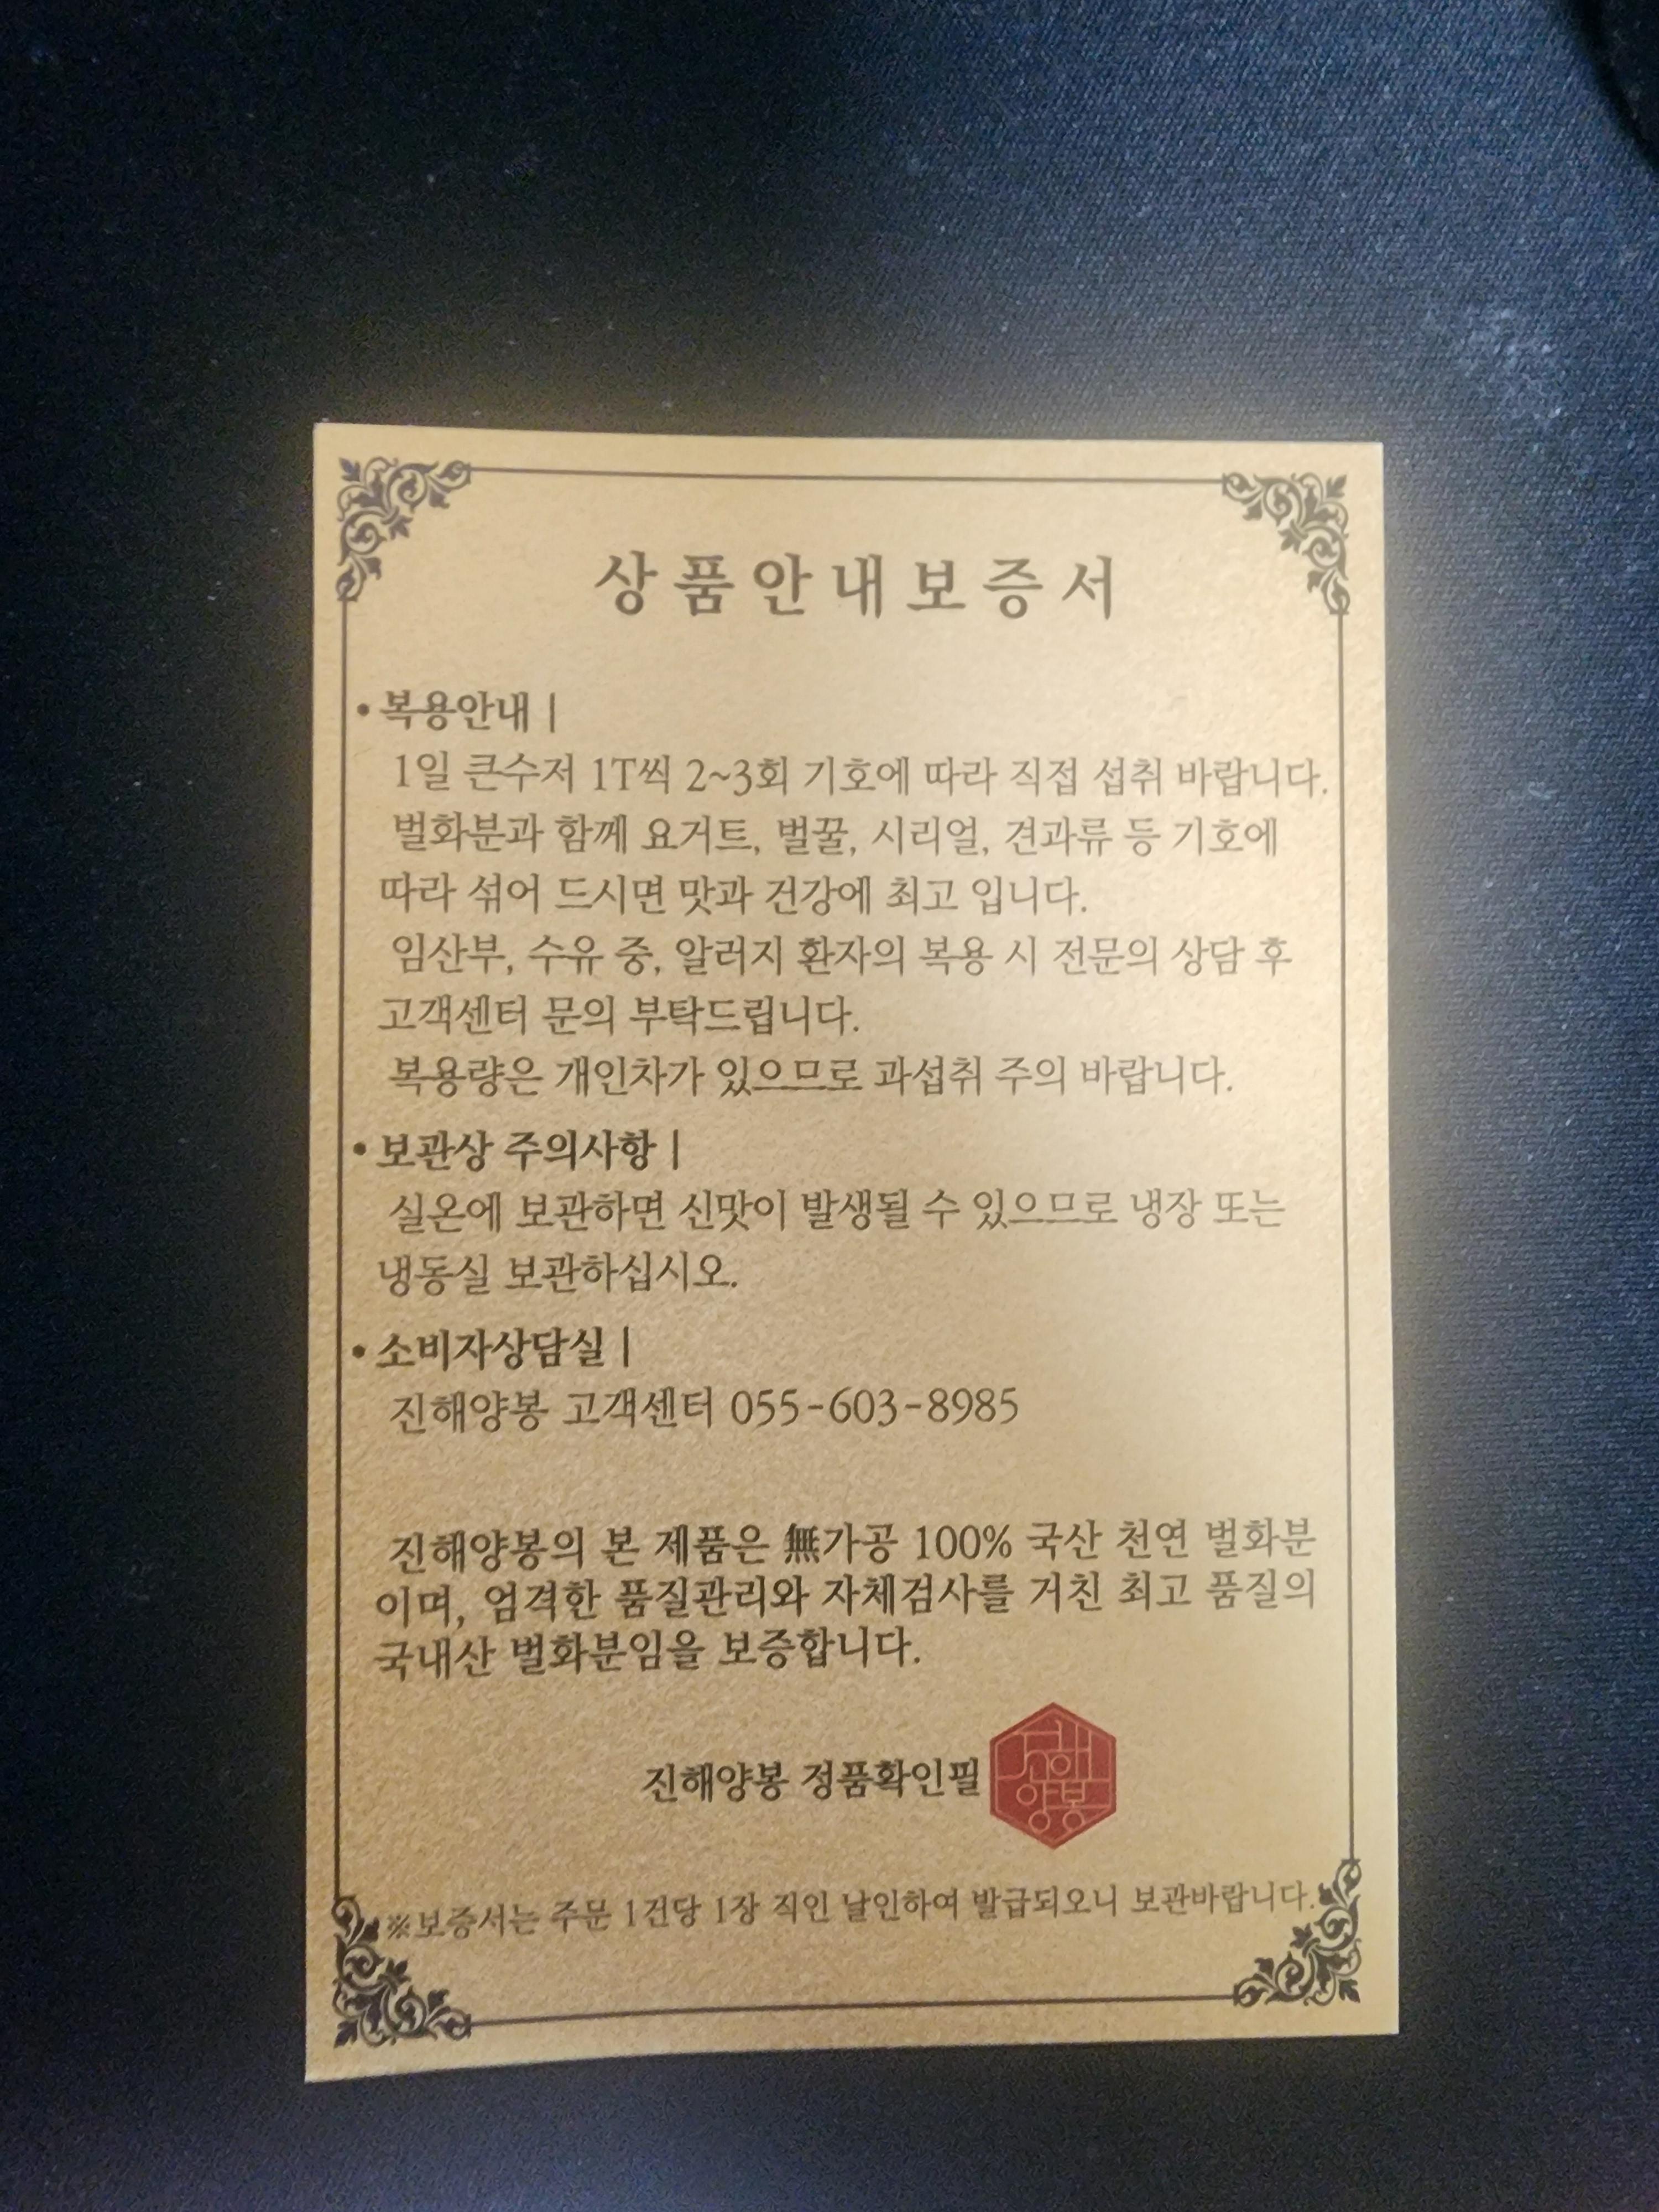 상품안내보증서
• 복용안내 |
1일 큰수저 1T씩 2~3회 기호에 따라 직접 섭취 바랍니다.
벌화분과 함께 요거트, 벌꿀, 시리얼, 견과류 등 기호에
따라 섞어 드시면 맛과 건강에 최고 입니다.
임산부, 수유 중, 알러지 환자의 복용 시 전문의 상담 후
고객센터 문의 부탁드립니다.
복용량은 개인차가 있으므로 과섭취 주의 바랍니다.
• 보관상 주의사항 |
실온에 보관하면 신맛이 발생될 수 있으므로 냉장 또는
냉동실 보관하십시오.
• 소비자상담실 |
진해양봉 고객센터 055-603-8985
진해양봉의 본 제품은 無가공 100% 국산 천연 벌화분
이며, 엄격한 품질관리와 자체검사를 거친 최고 품질의
국내산 벌화분임을 보증합니다.
진해양봉 정품확인필
진해
양봉
※보증서는 주문 1건당 1장 직인 날인하여 발급되오니 보관바랍니다.